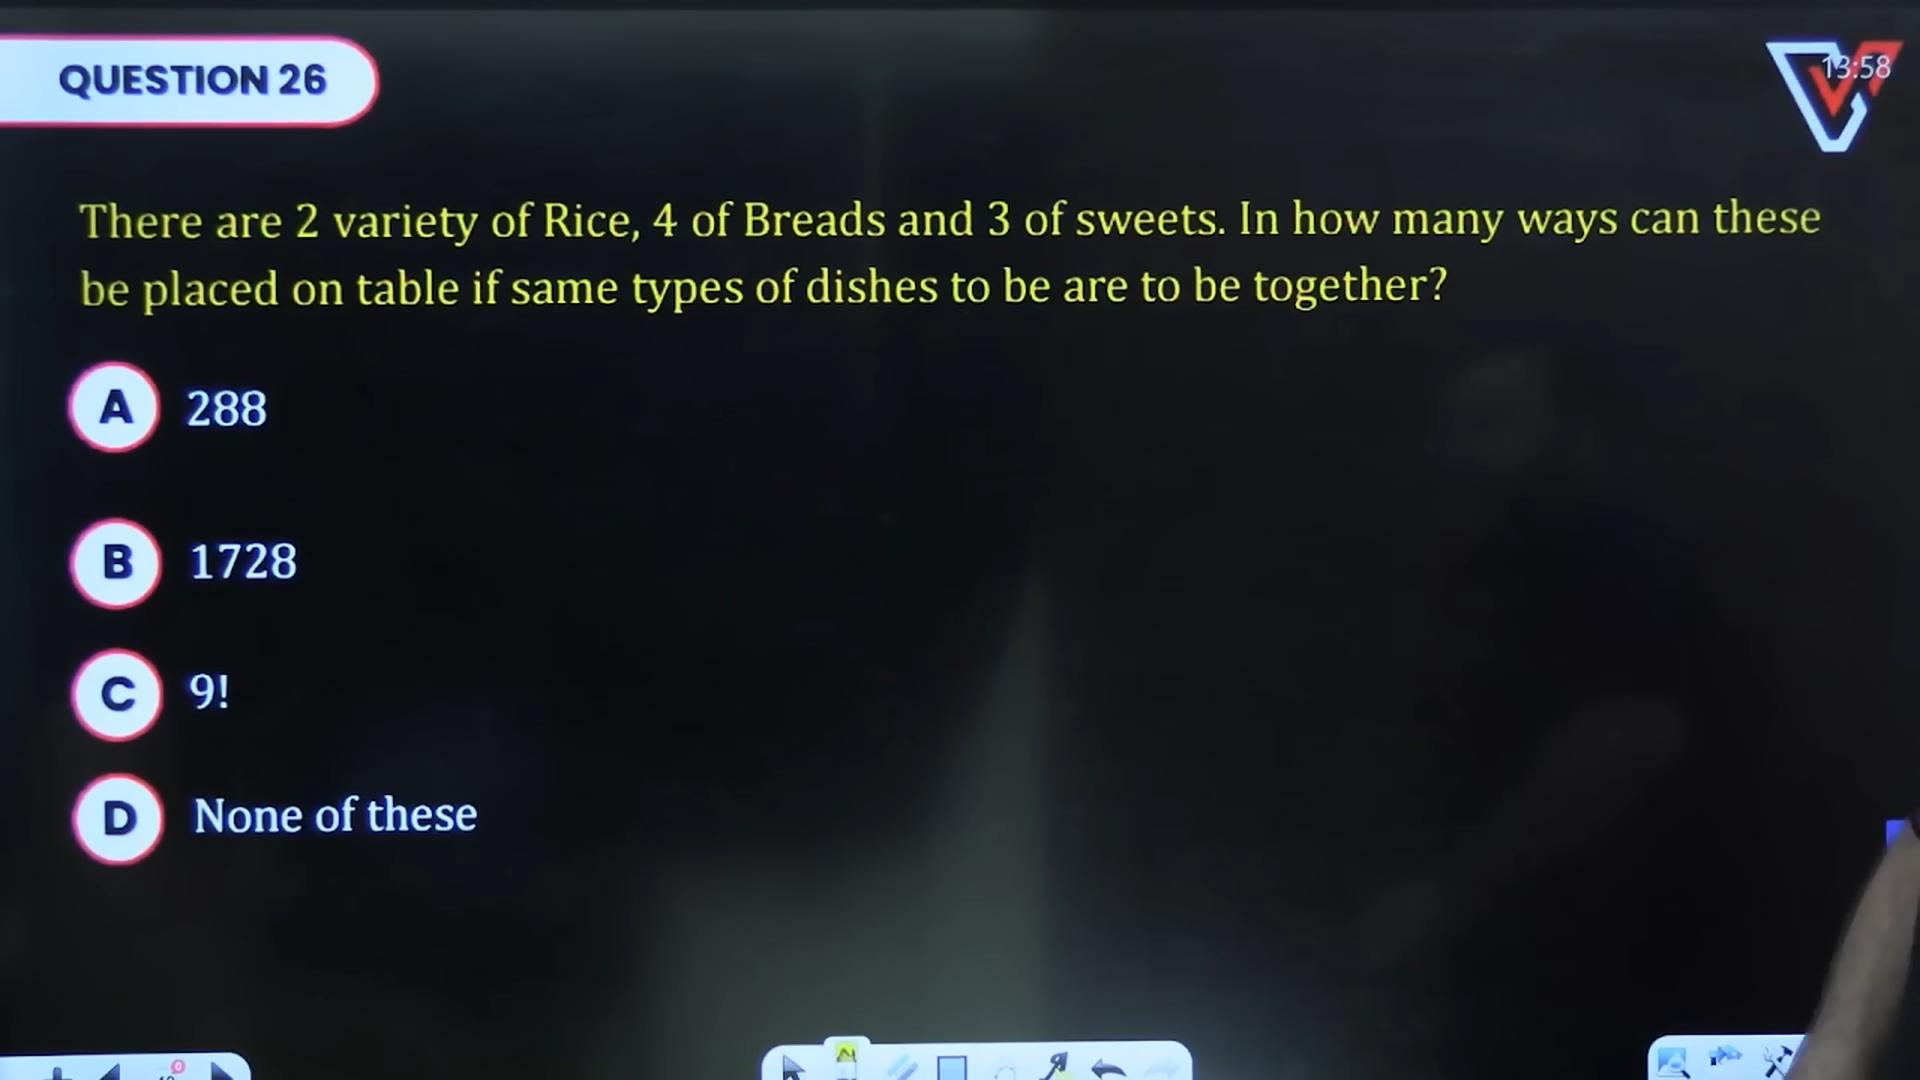 QUESTION 26
13:58
There are 2 variety of Rice, 4 of Breads and 3 of sweets. In how many ways can these
be placed on table if same types of dishes to be are to be together?
A 288
B 1728
C 9!
D None of these
0